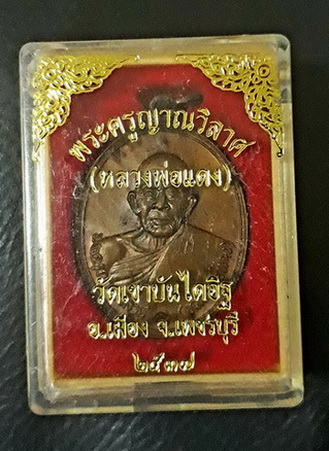 พระครูญาณวิลาศ
(หลวงพ่อแดง)
วัดเขาบันไดอิฐ
อ.เมือง จ.เพชรบุรี
๒๕๓๗